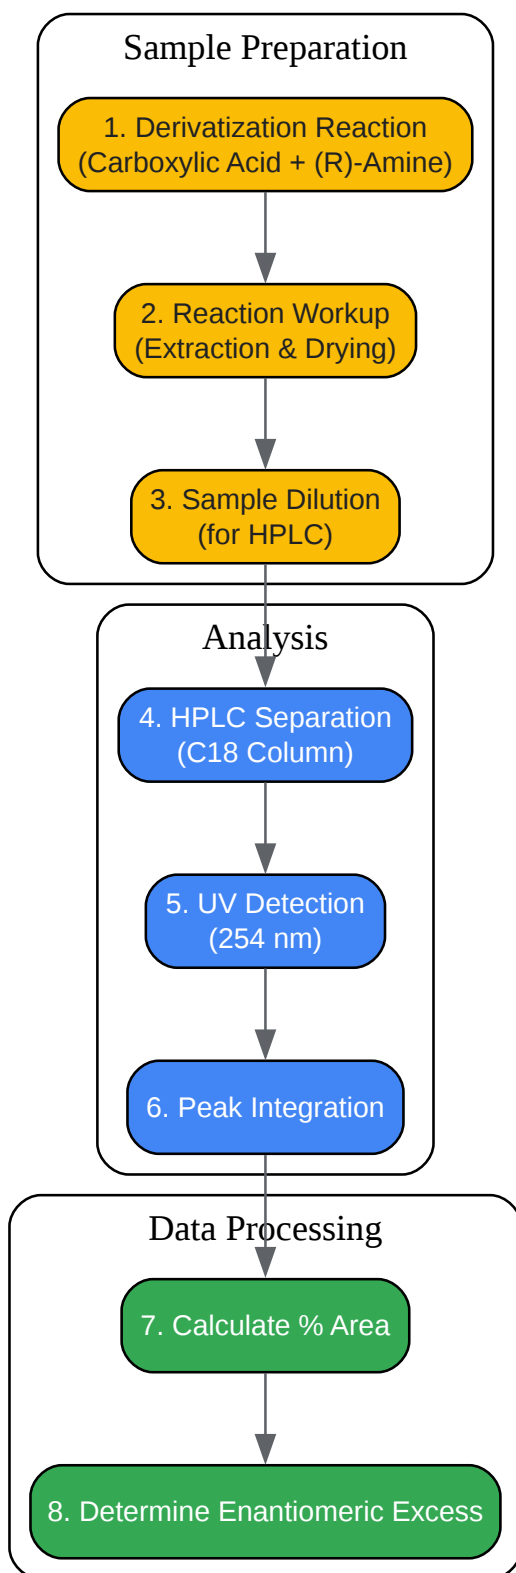 Sample Preparation
1. Derivatization Reaction
(Carboxylic Acid + (R)-Amine)
2. Reaction Workup
(Extraction & Drying)
3. Sample Dilution
(for HPLC)
Analysis
4. HPLC Separation
(C18 Column)
5. UV Detection
(254 nm)
6. Peak Integration
Data Processing
7. Calculate % Area
8. Determine Enantiomeric Excess